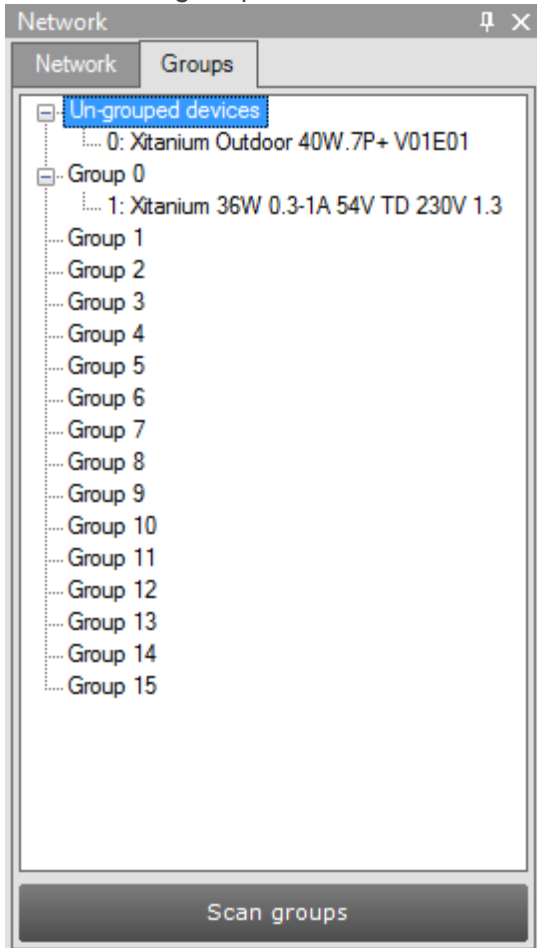 Network
Network Groups
Un-grouped devices
0: Xitanium Outdoor 40W.7P+ V01E01
Group 0
1: Xitanium 36W 0.3-1A 54V TD 230V 1.3
Group 1
Group 2
Group 3
Group 4
Group 5
Group 6
Group 7
Group 8
Group 9
Group 10
Group 11
Group 12
Group 13
Group 14
Group 15
Scan groups